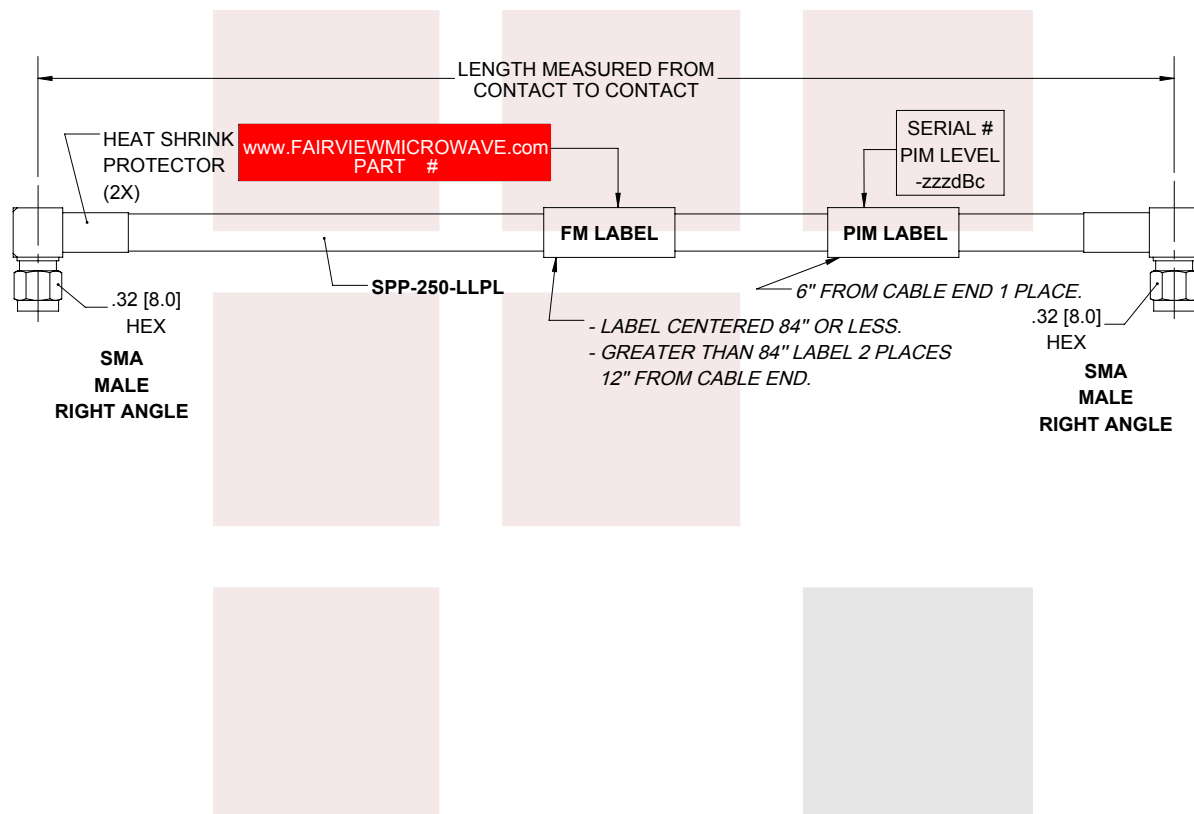 LENGTH MEASURED FROM
CONTACT TO CONTACT
HEAT SHRINK
PROTECTOR
(2X)
www.FAIRVIEWMICROWAVE.com
PART #
SERIAL #
PIM LEVEL
-zzzdBc
FM LABEL
PIM LABEL
SPP-250-LLPL
6" FROM CABLE END 1 PLACE.
.32 [8.0]
HEX
SMA
MALE
RIGHT ANGLE
- LABEL CENTERED 84" OR LESS.
- GREATER THAN 84" LABEL 2 PLACES
12" FROM CABLE END.
.32 [8.0]
HEX
SMA
MALE
RIGHT ANGLE